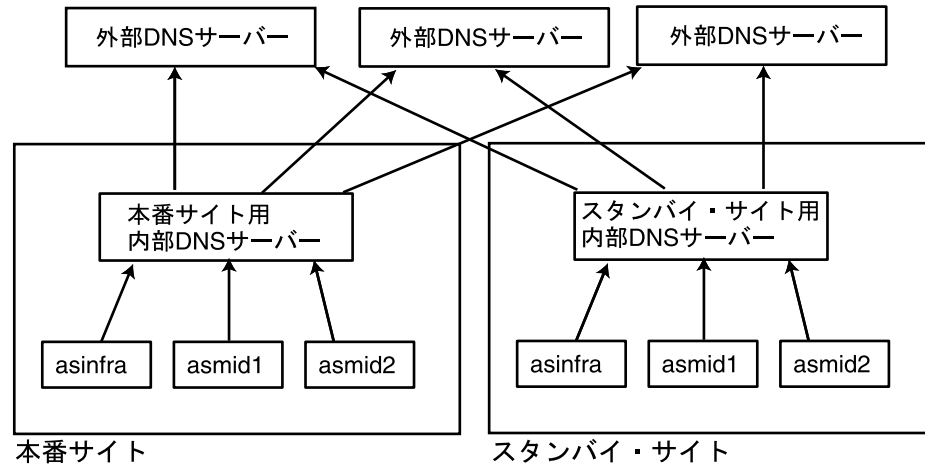 外部DNSサーバー
外部DNSサーバー
外部DNSサーバー
本番サイト用
内部DNSサーバー
スタンバイ・サイト用
内部DNSサーバー
asinfra
asmid1
asmid2
asinfra
asmid1
asmid2
本番サイト
スタンバイ・サイト